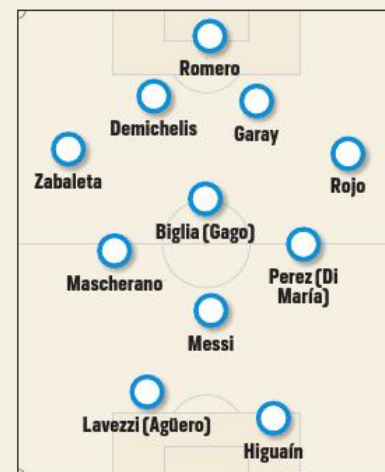 Romero
Demichelis
Garay
Zabaleta
Rojo
Biglia (Gago)
Mascherano
Perez (Di
María)
Messi
Lavezzi (Agüero)
Higuaín